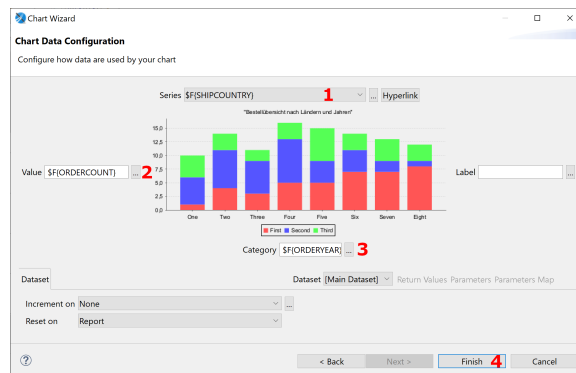 Chart Wizard
Chart Data Configuration
Configure how data are used by your chart
Series $F{SHIPCOUNTRY} 1 ... Hyperlink
"Bestellübersicht nach Ländern und Jahren"
15,0
12,5
10,0
Value $F{ORDERCOUNT} ... 2 7,5 Label ...
5,0
2,5
0,0
One Two Three Four Five Six Seven Eight
First Second Third
Category $F{ORDERYEAR} ... 3
Dataset Dataset [Main Dataset] Return Values Parameters Parameters Map
Increment on None ...
Reset on Report
? < Back Next > Finish 4 Cancel